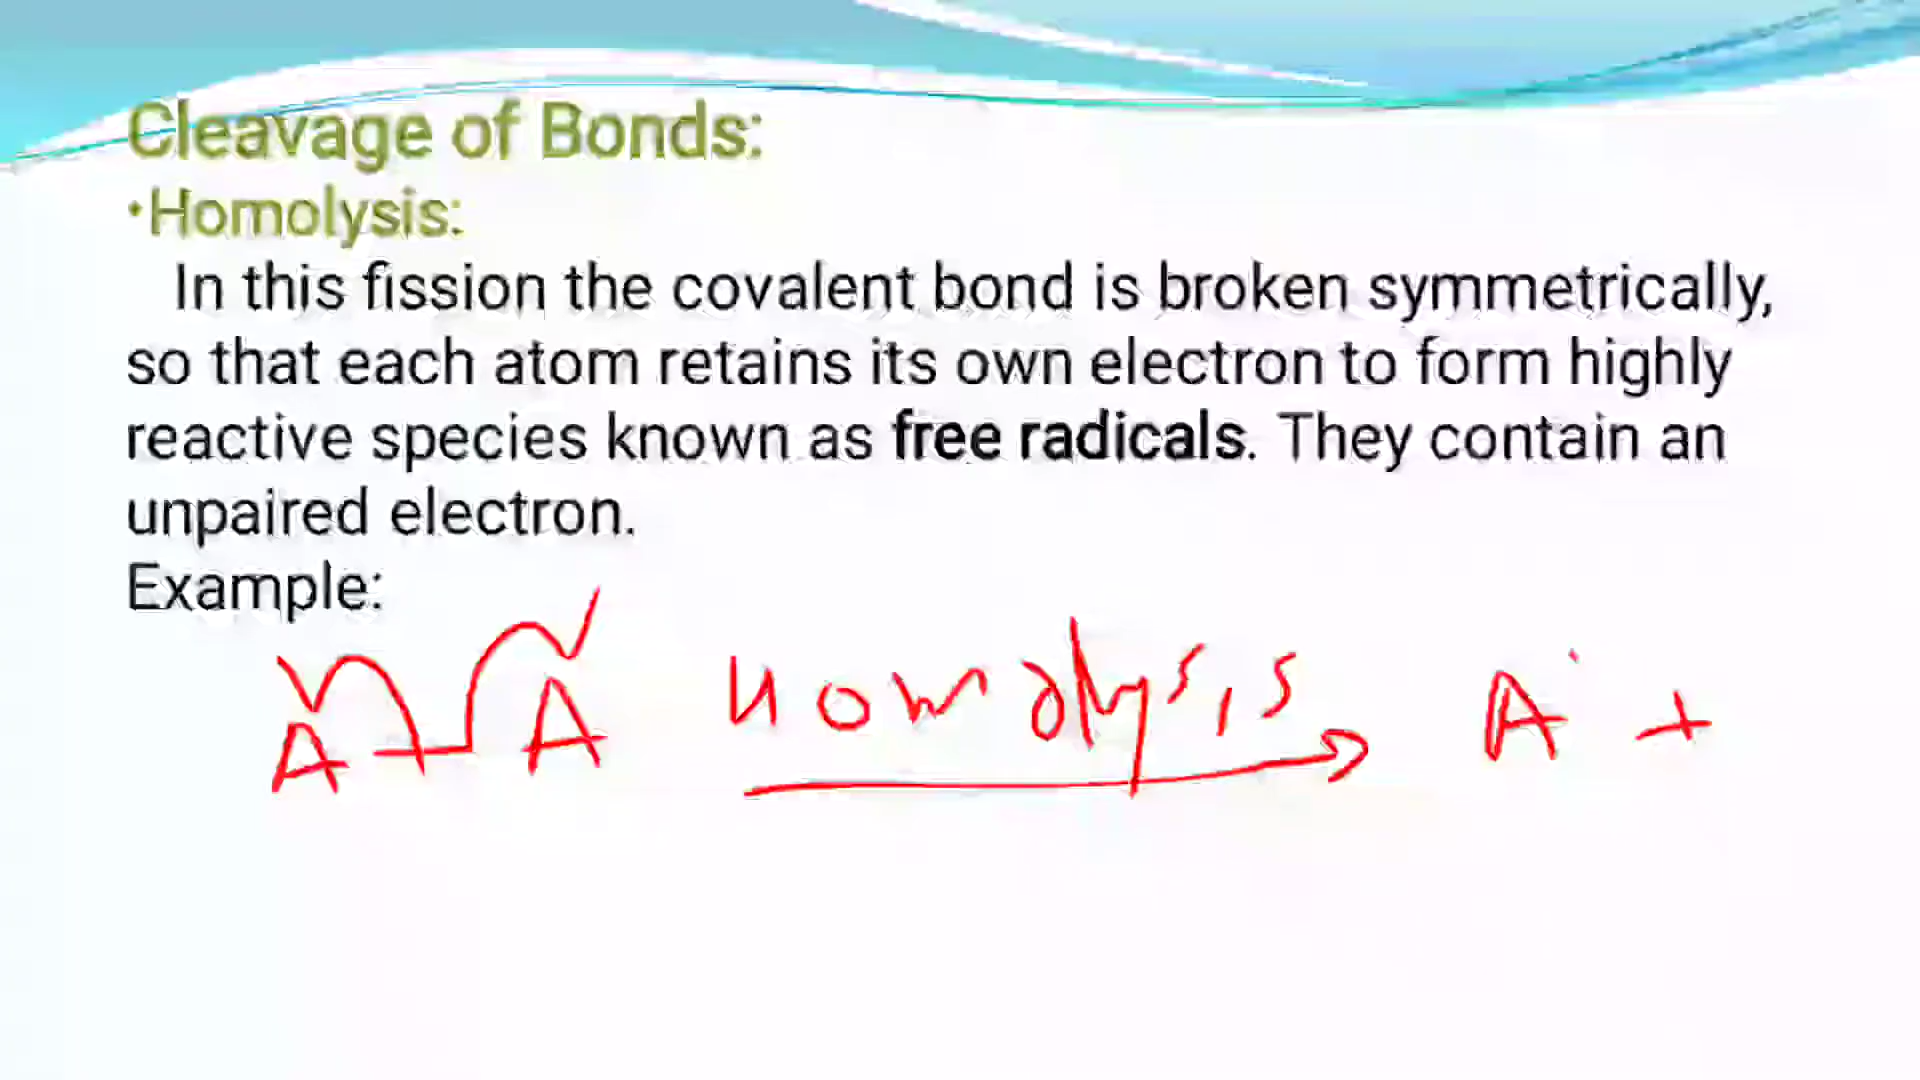 Cleavage of Bonds:
•Homolysis:
In this fission the covalent bond is broken symmetrically,
so that each atom retains its own electron to form highly
reactive species known as free radicals. They contain an
unpaired electron.
Example:
A — A Homolysis → A˙ +